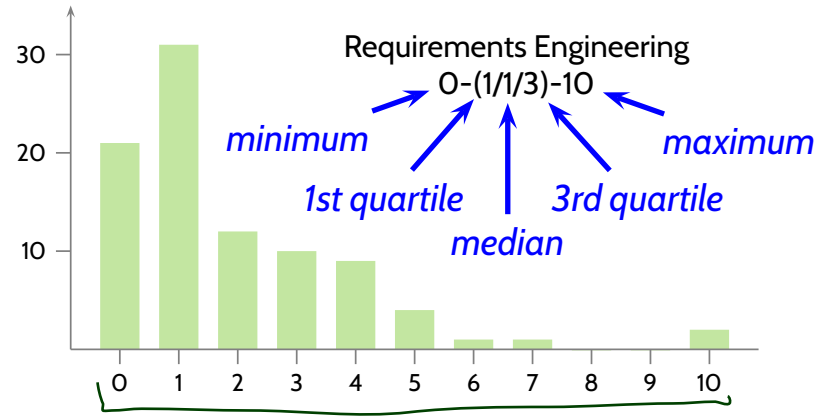 Requirements Engineering
0-(1/1/3)-10
minimum
maximum
1st quartile
3rd quartile
median
30
20
10
0 1 2 3 4 5 6 7 8 9 10